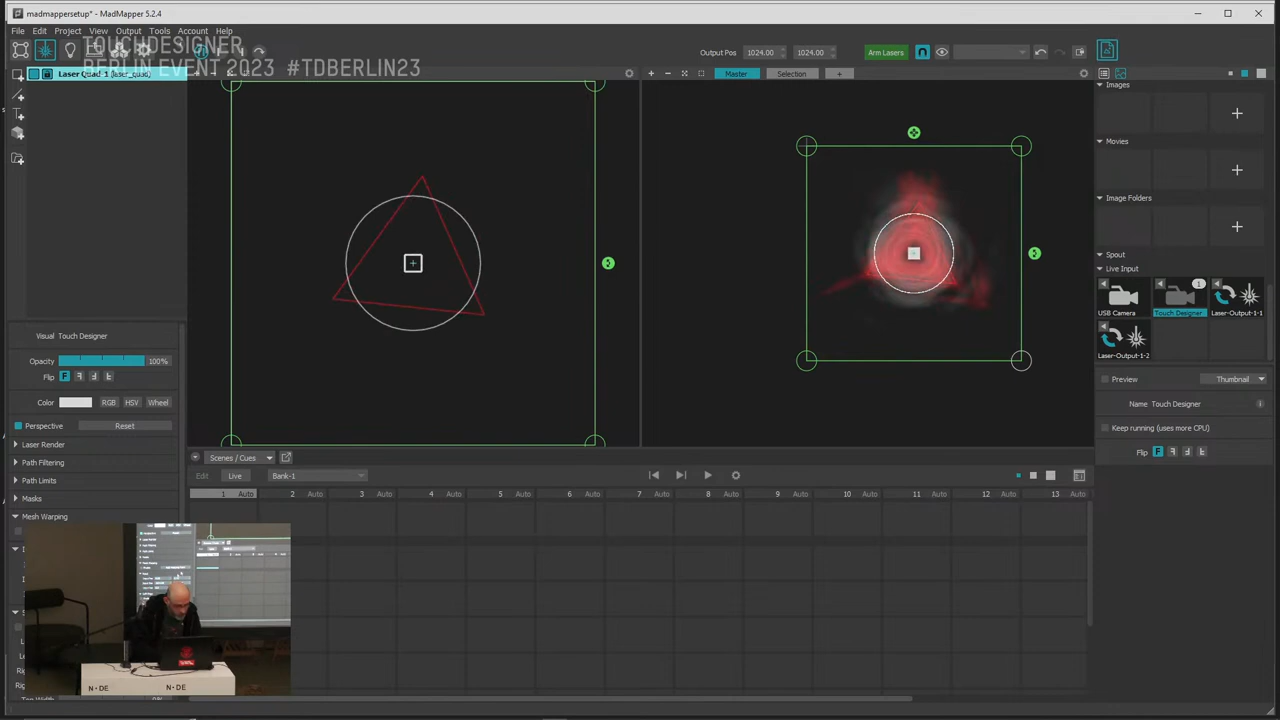 madmappersetup* - MadMapper 5.2.4
File Edit Project View Output Tools Account
TOUCHDESIGNER
BERLIN EVENT 2023 #TDBERLIN23
Output Pos 1024.00 1024.00 Arm Lasers
Laser Quad-1 (laser_quad)
Master Selection +
Images
Movies
Image Folders
Spout
Live Input
1
USB Camera Touch Designer Laser-Output-1-1
Laser-Output-1-2
Visual Touch Designer
Opacity 100%
Flip F
Color RGB HSV Wheel
Perspective Reset
Laser Render
Path Filtering
Path Limits
Masks
Mesh Warping
Preview Thumbnail
Name Touch Designer
Keep running (uses more CPU)
Flip F
Scenes / Cues
Edit Live Bank-1
1 Auto 2 Auto 3 Auto 4 Auto 5 Auto 6 Auto 7 Auto 8 Auto 9 Auto 10 Auto 11 Auto 12 Auto 13 Auto
N-DE N-DE